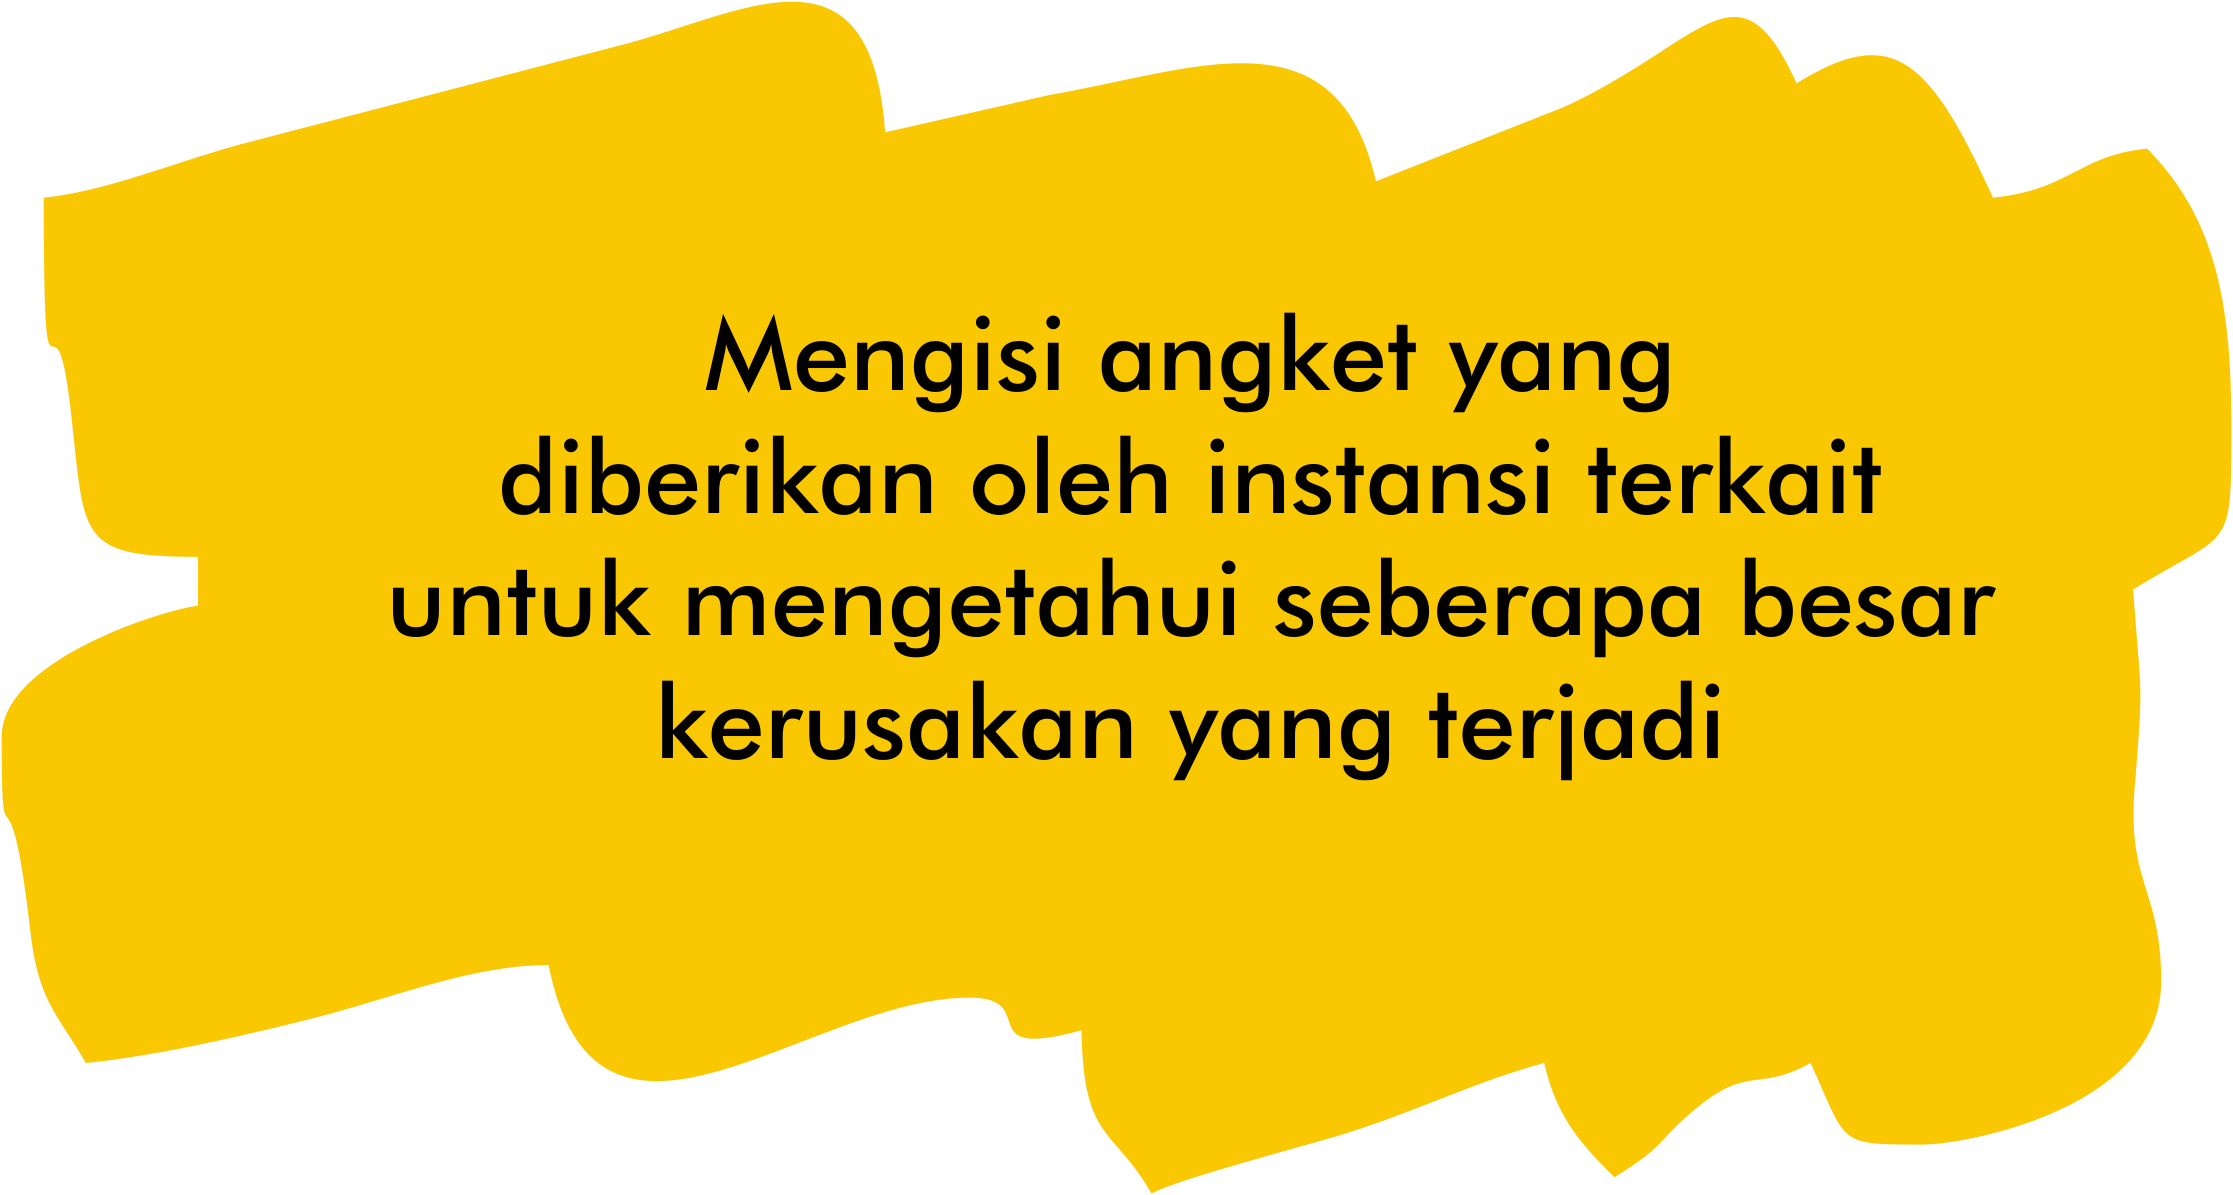 Mengisi angket yang
diberikan oleh instansi terkait
untuk mengetahui seberapa besar
kerusakan yang terjadi